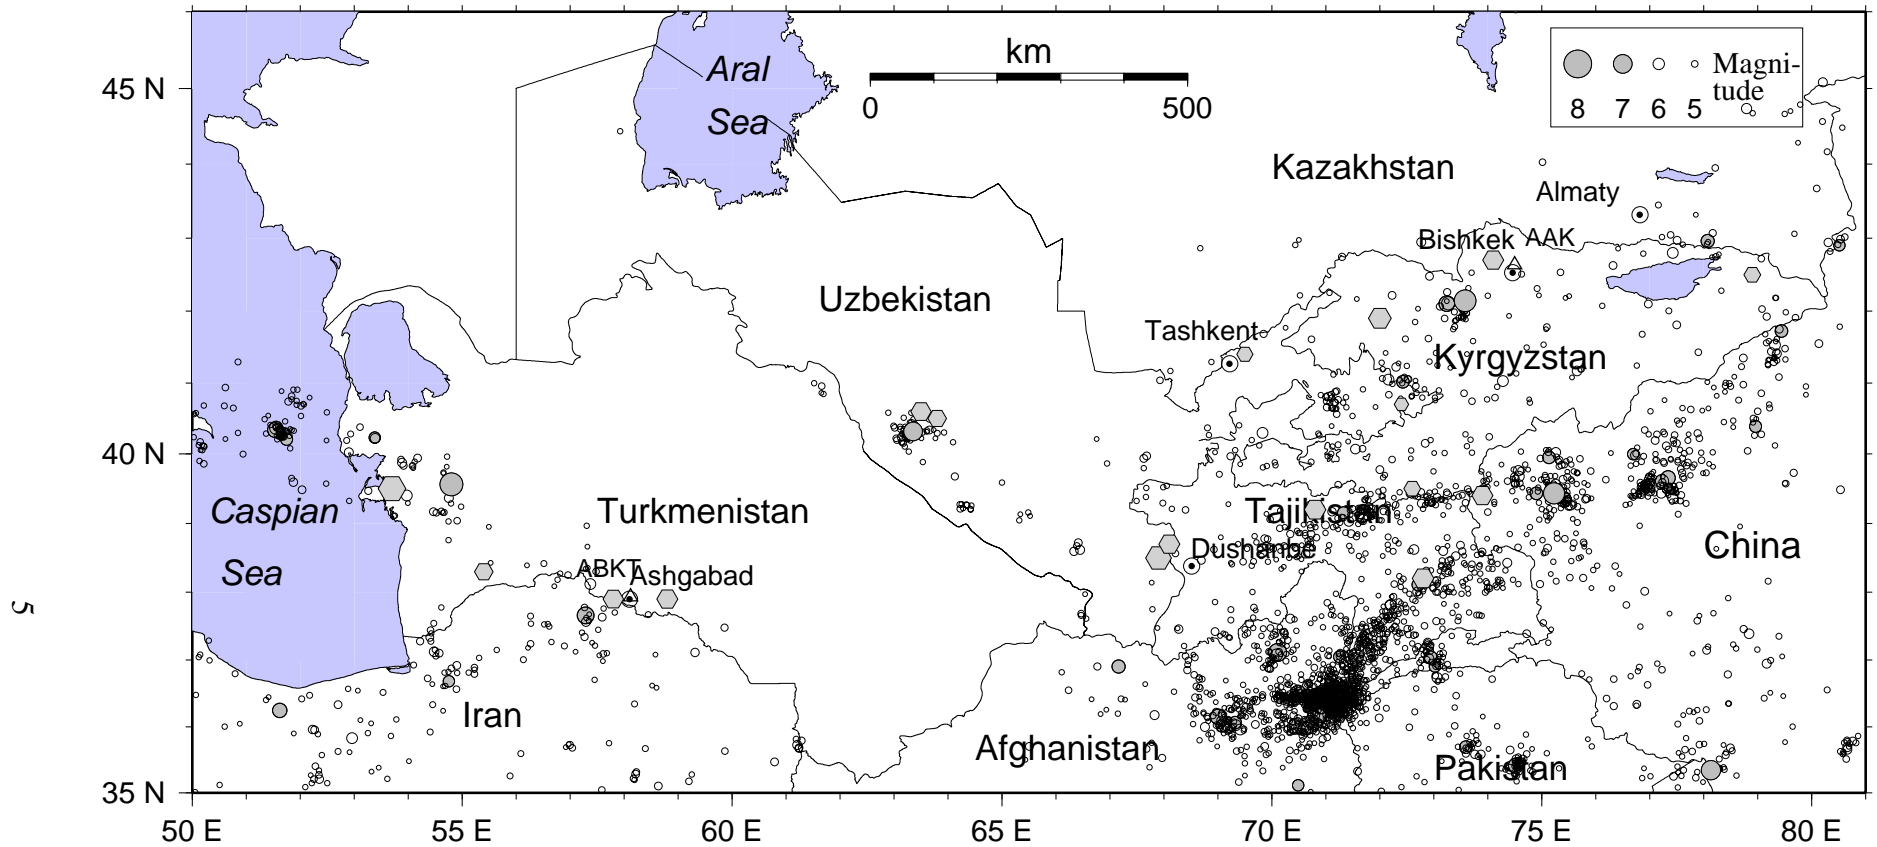 45 N
40 N
35 N
50 E
55 E
60 E
65 E
70 E
75 E
80 E
km
0
500
Magni-
tude
8
7
6
5
Aral
Sea
Kazakhstan
Almaty
Bishkek
AAK
Uzbekistan
Tashkent
Kyrgyzstan
Caspian
Sea
Turkmenistan
Tajikistan
Dushanbe
China
ABKT
Ashgabad
Iran
Afghanistan
Pakistan
5